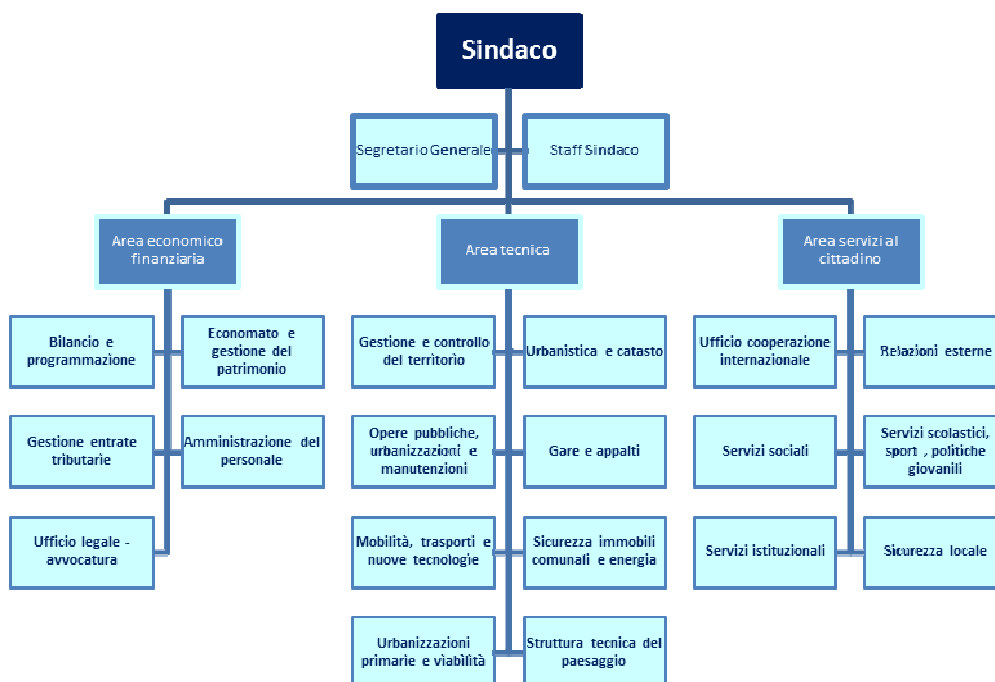 Sindaco
Segretario Generale
Staff Sindaco
Area economico
finanziaria
Area tecnica
Area servizi al
cittadino
Bilancio e
programmazione
Economato e
gestione del
patrimonio
Gestione e controllo
del territorio
Urbanistica e catasto
Ufficio cooperazione
internazionale
Relazioni esterne
Gestione entrate
tributarie
Amministrazione del
personale
Opere pubbliche,
urbanizzazioni e
manutenzioni
Gare e appalti
Servizi sociali
Servizi scolastici,
sport , politiche
giovanili
Ufficio legale -
avvocatura
Mobilità, trasporti e
nuove tecnologie
Sicurezza immobili
comunali e energia
Servizi istituzionali
Sicurezza locale
Urbanizzazioni
primarie e viabilità
Struttura tecnica del
paesaggio